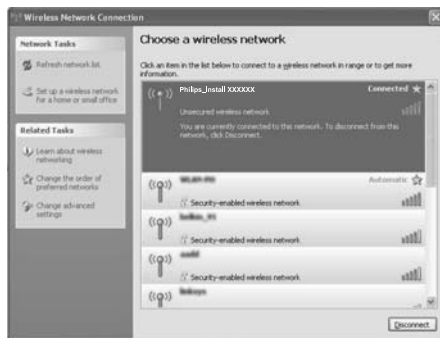 Wireless Network Connection
Network Tasks
Refresh network list
Set up a wireless network
for a home or small office
Related Tasks
Learn about wireless
networking
Change the order of
preferred networks
Change advanced
settings
Choose a wireless network
Click an item in the list below to connect to a wireless network in range or to get more
information.
Philips_Install XXXXXX
Connected
Unsecured wireless network
You are currently connected to this network. To disconnect from this
network, click Disconnect.
Automatic
Security-enabled wireless network
Security-enabled wireless network
Security-enabled wireless network
Disconnect